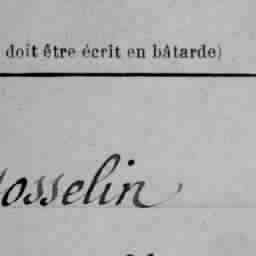 doit être écrit en bâtarde)
osselin